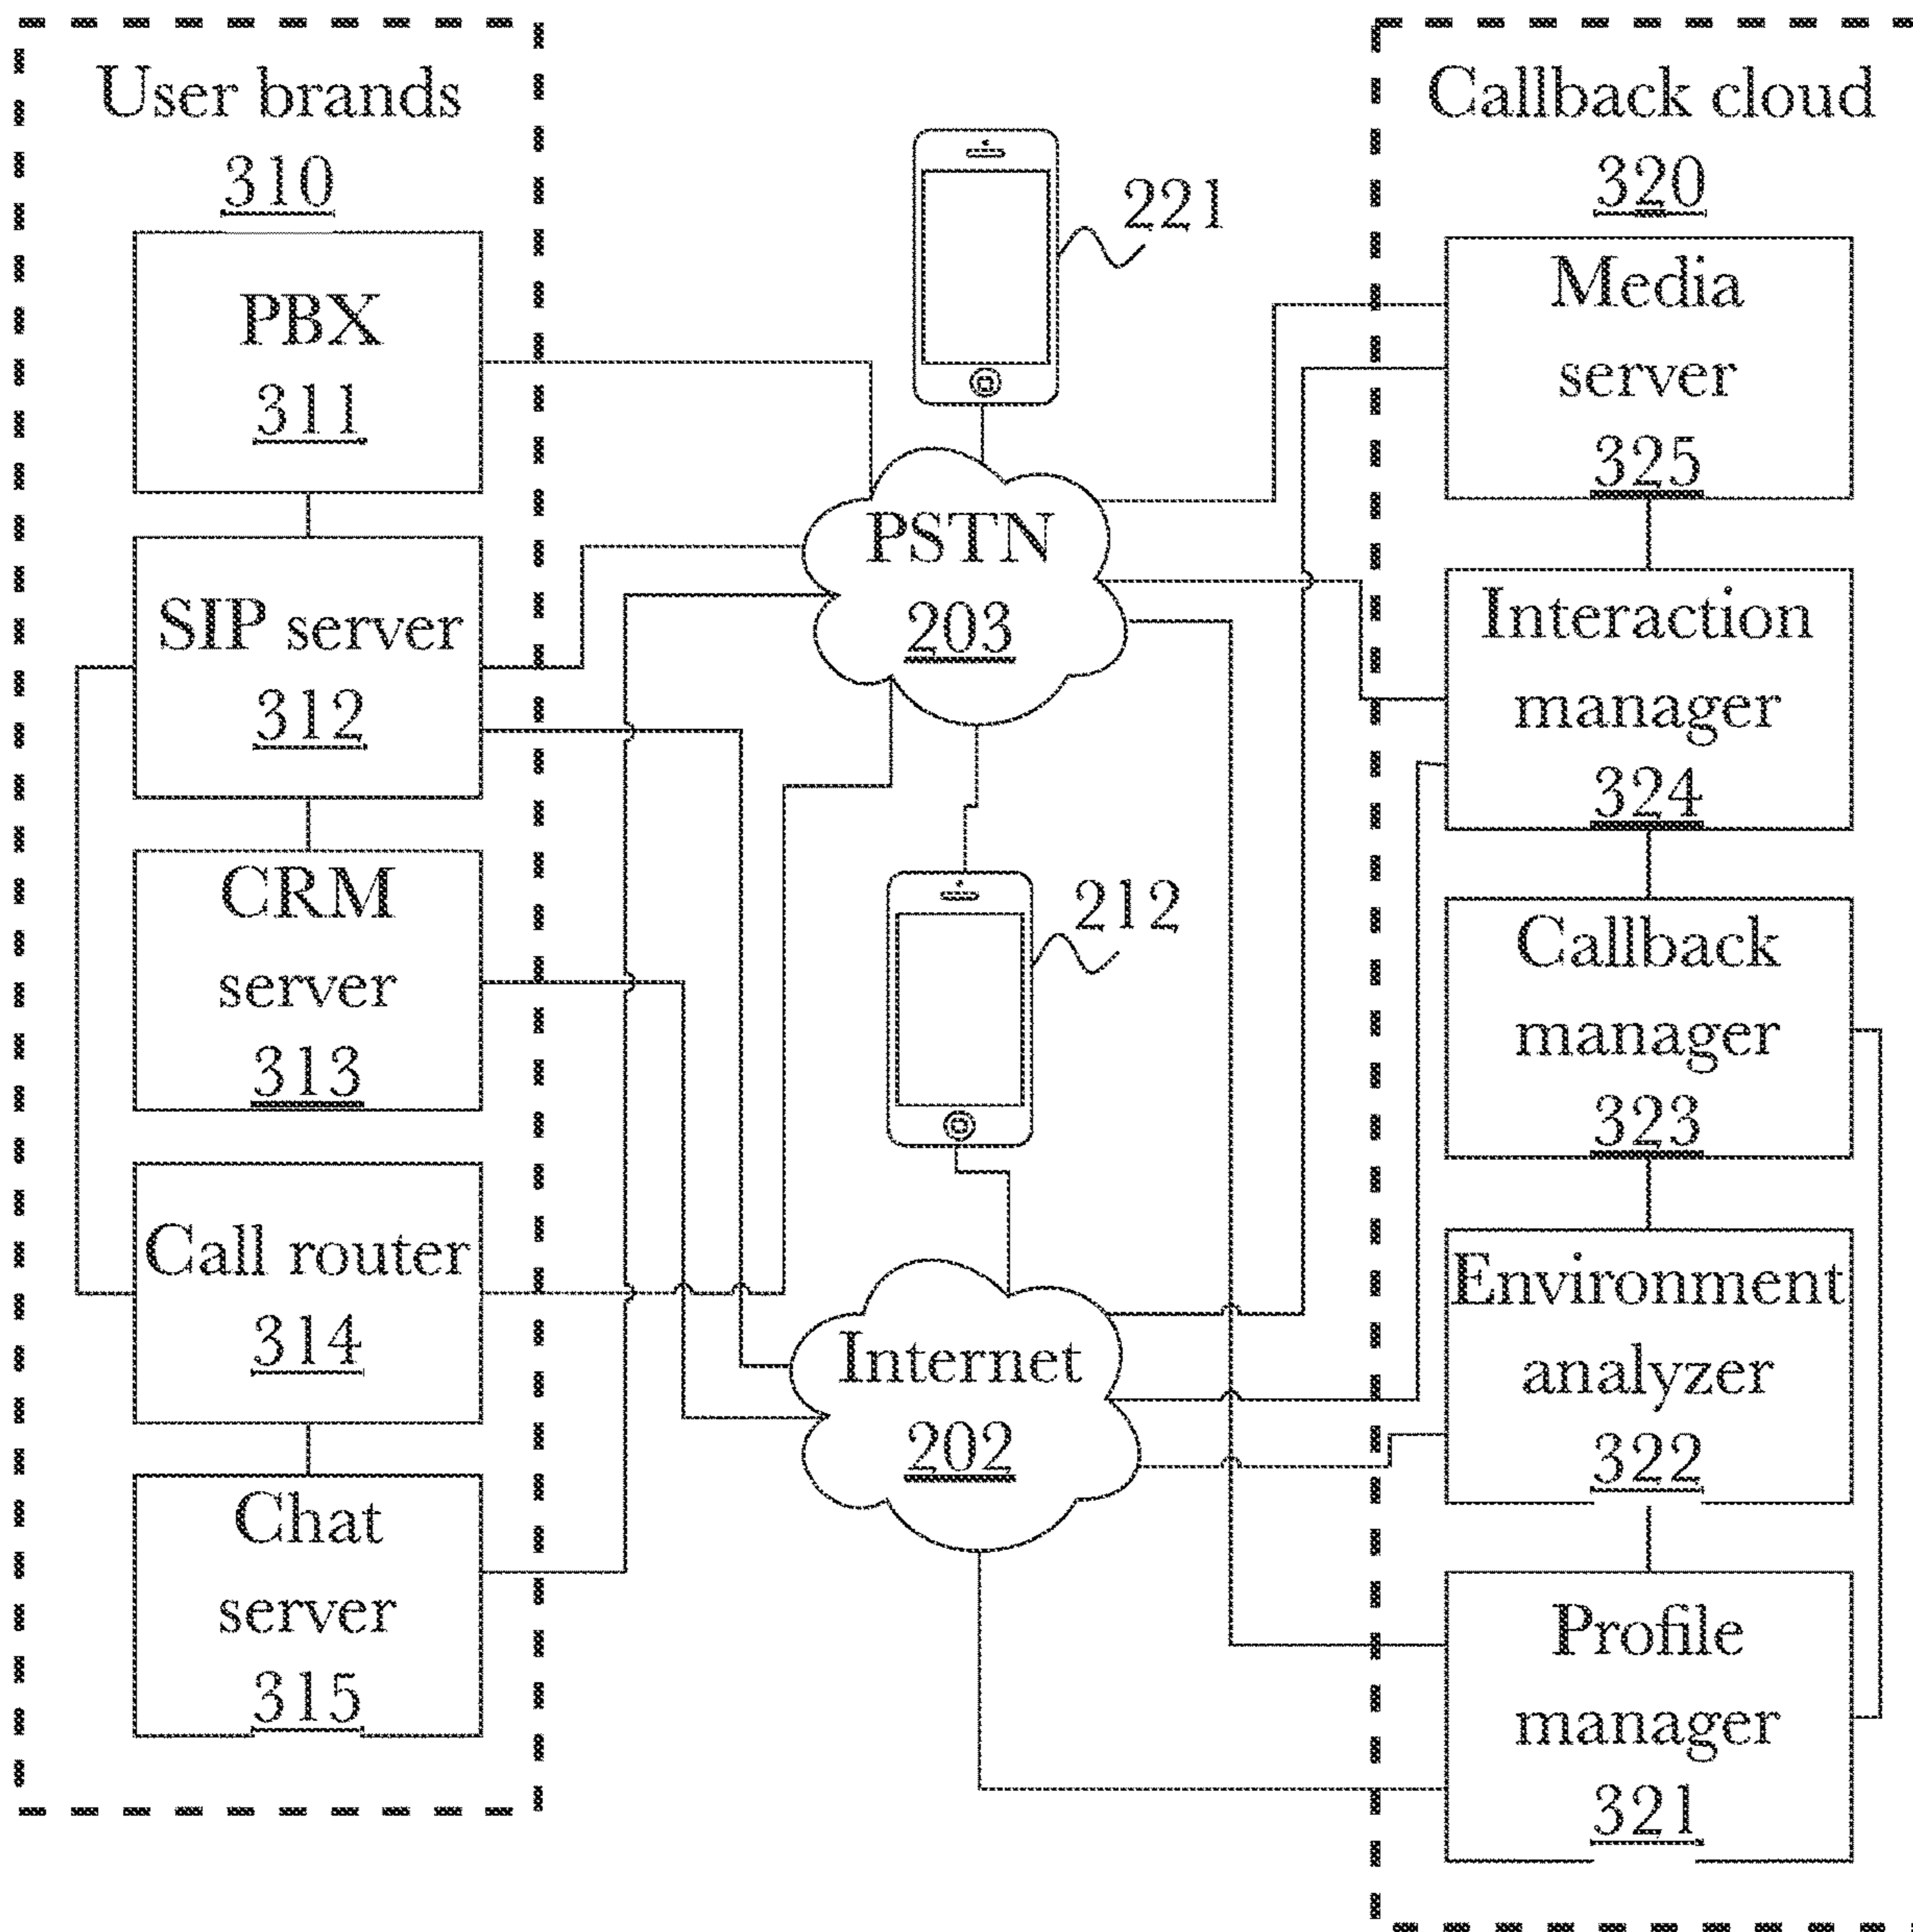 User brands
310
PBX
311
SIP server
312
CRM
server
313
Call router
314
Chat
server
315
221
PSTN
203
212
Internet
202
Callback cloud
320
Media
server
325
Interaction
manager
324
Callback
manager
323
Environment
analyzer
322
Profile
manager
321